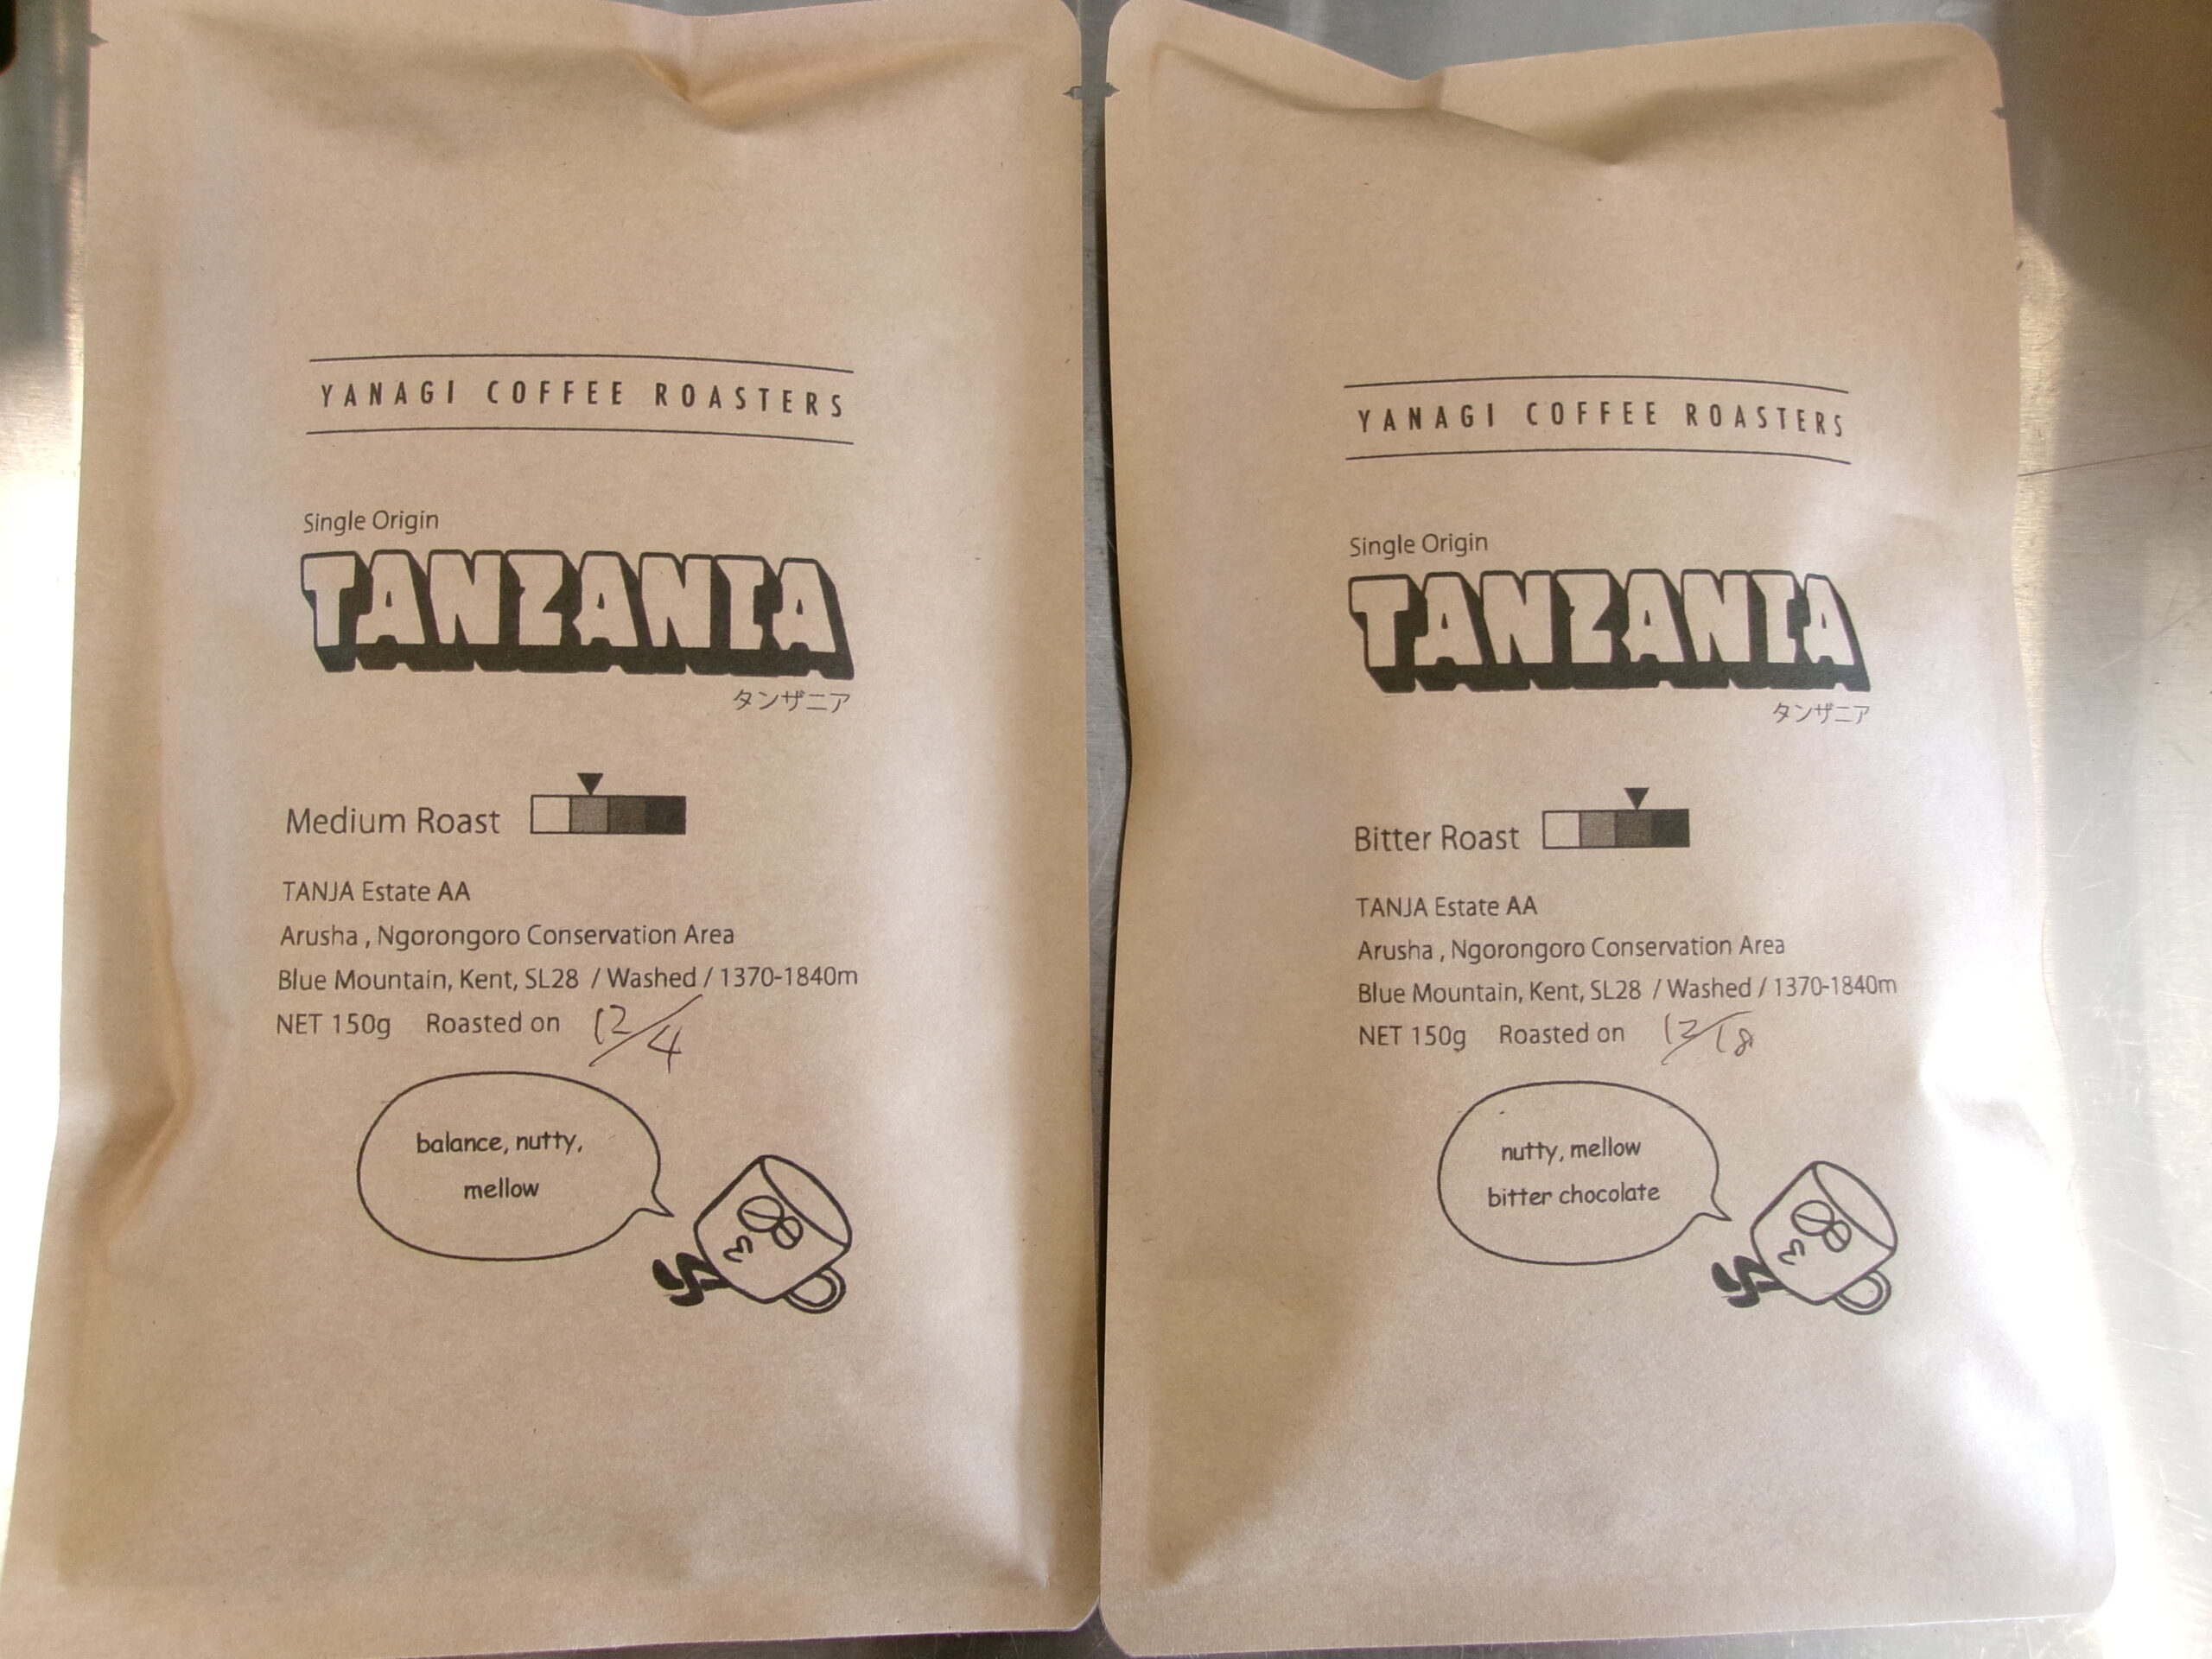 YANAGI COFFEE ROASTERS
Single Origin
TANZANIA
タンザニア
Medium Roast
TANJA Estate AA
Arusha , Ngorongoro Conservation Area
Blue Mountain, Kent, SL28 / Washed / 1370-1840m
NET 150g Roasted on 12/4
balance, nutty,
mellow
YANAGI COFFEE ROASTERS
Single Origin
TANZANIA
タンザニア
Bitter Roast
TANJA Estate AA
Arusha , Ngorongoro Conservation Area
Blue Mountain, Kent, SL28 / Washed / 1370-1840m
NET 150g Roasted on 12/18
nutty, mellow
bitter chocolate